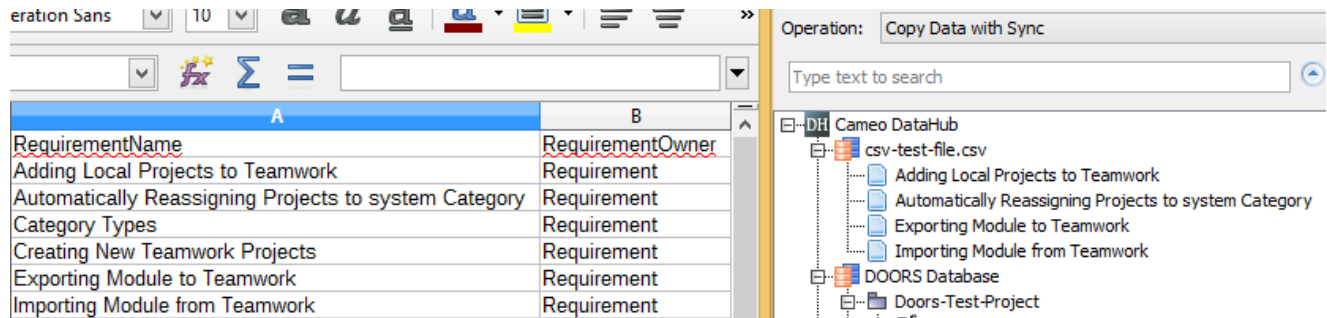 eration Sans 10 a a a a »
Operation: Copy Data with Sync
fx Σ =
Type text to search
A B
RequirementName RequirementOwner
Adding Local Projects to Teamwork Requirement
Automatically Reassigning Projects to system Category Requirement
Category Types Requirement
Creating New Teamwork Projects Requirement
Exporting Module to Teamwork Requirement
Importing Module from Teamwork Requirement
DH Cameo DataHub
csv-test-file.csv
Adding Local Projects to Teamwork
Automatically Reassigning Projects to system Category
Exporting Module to Teamwork
Importing Module from Teamwork
DOORS Database
Doors-Test-Project